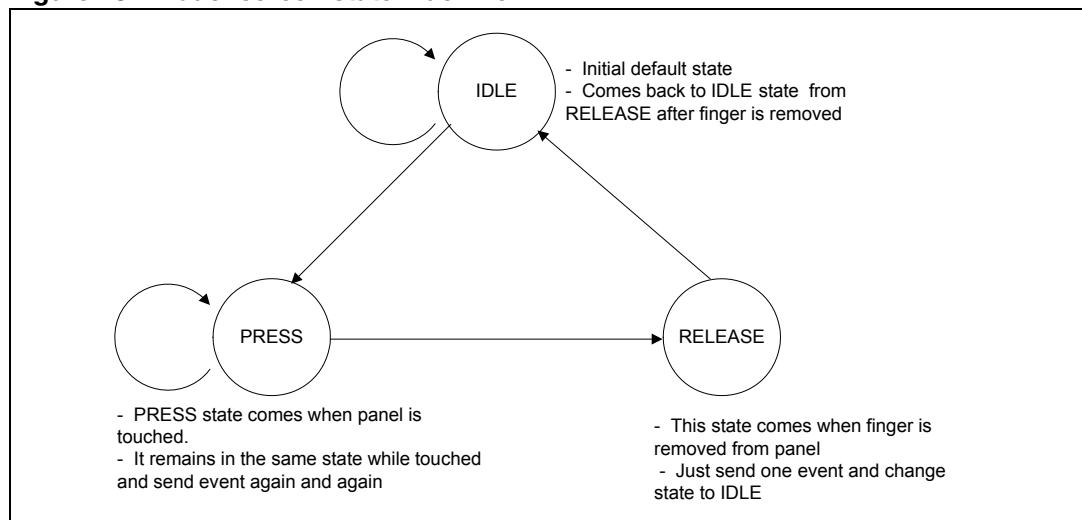 IDLE
- Initial default state
- Comes back to IDLE state from
RELEASE after finger is removed
PRESS
RELEASE
- PRESS state comes when panel is
touched.
- It remains in the same state while touched
and send event again and again
- This state comes when finger is
removed from panel
- Just send one event and change
state to IDLE